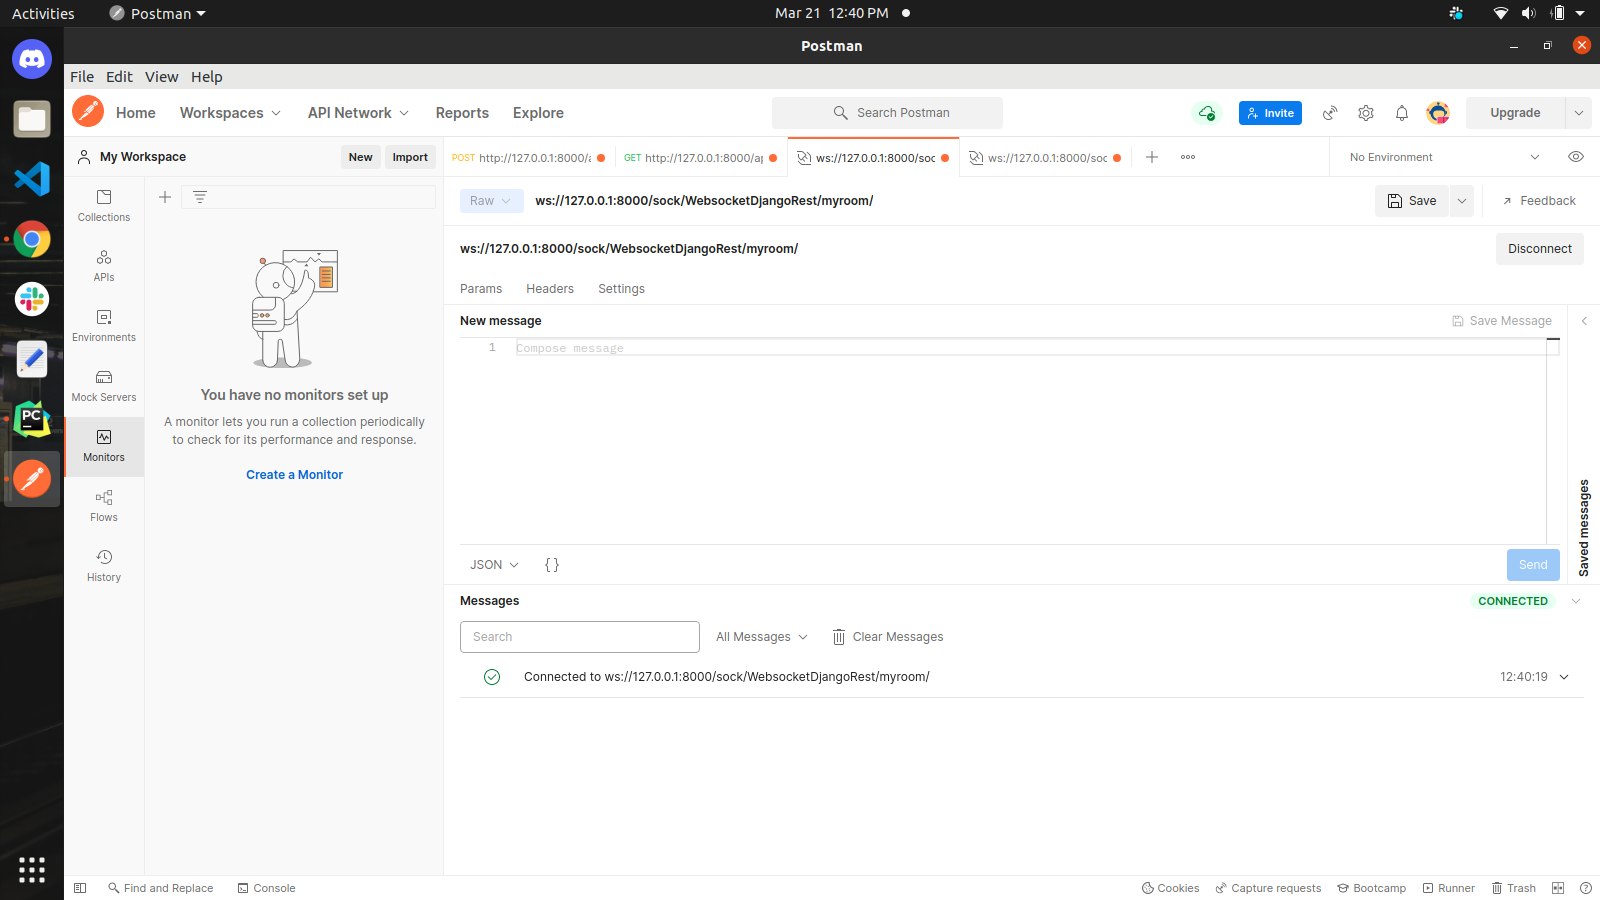 Activities
Postman
Mar 21 12:40 PM
Postman
File Edit View Help
Home Workspaces API Network Reports Explore
Search Postman
Invite
Upgrade
My Workspace
New Import
POST http://127.0.0.1:8000/a
GET http://127.0.0.1:8000/ap
ws://127.0.0.1:8000/soc
ws://127.0.0.1:8000/soc
No Environment
Collections
APIs
Environments
Mock Servers
Monitors
Flows
History
You have no monitors set up
A monitor lets you run a collection periodically
to check for its performance and response.
Create a Monitor
Raw ws://127.0.0.1:8000/sock/WebsocketDjangoRest/myroom/
Save
Feedback
ws://127.0.0.1:8000/sock/WebsocketDjangoRest/myroom/
Disconnect
Params Headers Settings
New message
Save Message
1 Compose message
Saved messages
JSON { }
Send
Messages
CONNECTED
Search
All Messages
Clear Messages
Connected to ws://127.0.0.1:8000/sock/WebsocketDjangoRest/myroom/
12:40:19
Find and Replace Console
Cookies Capture requests Bootcamp Runner Trash
PC